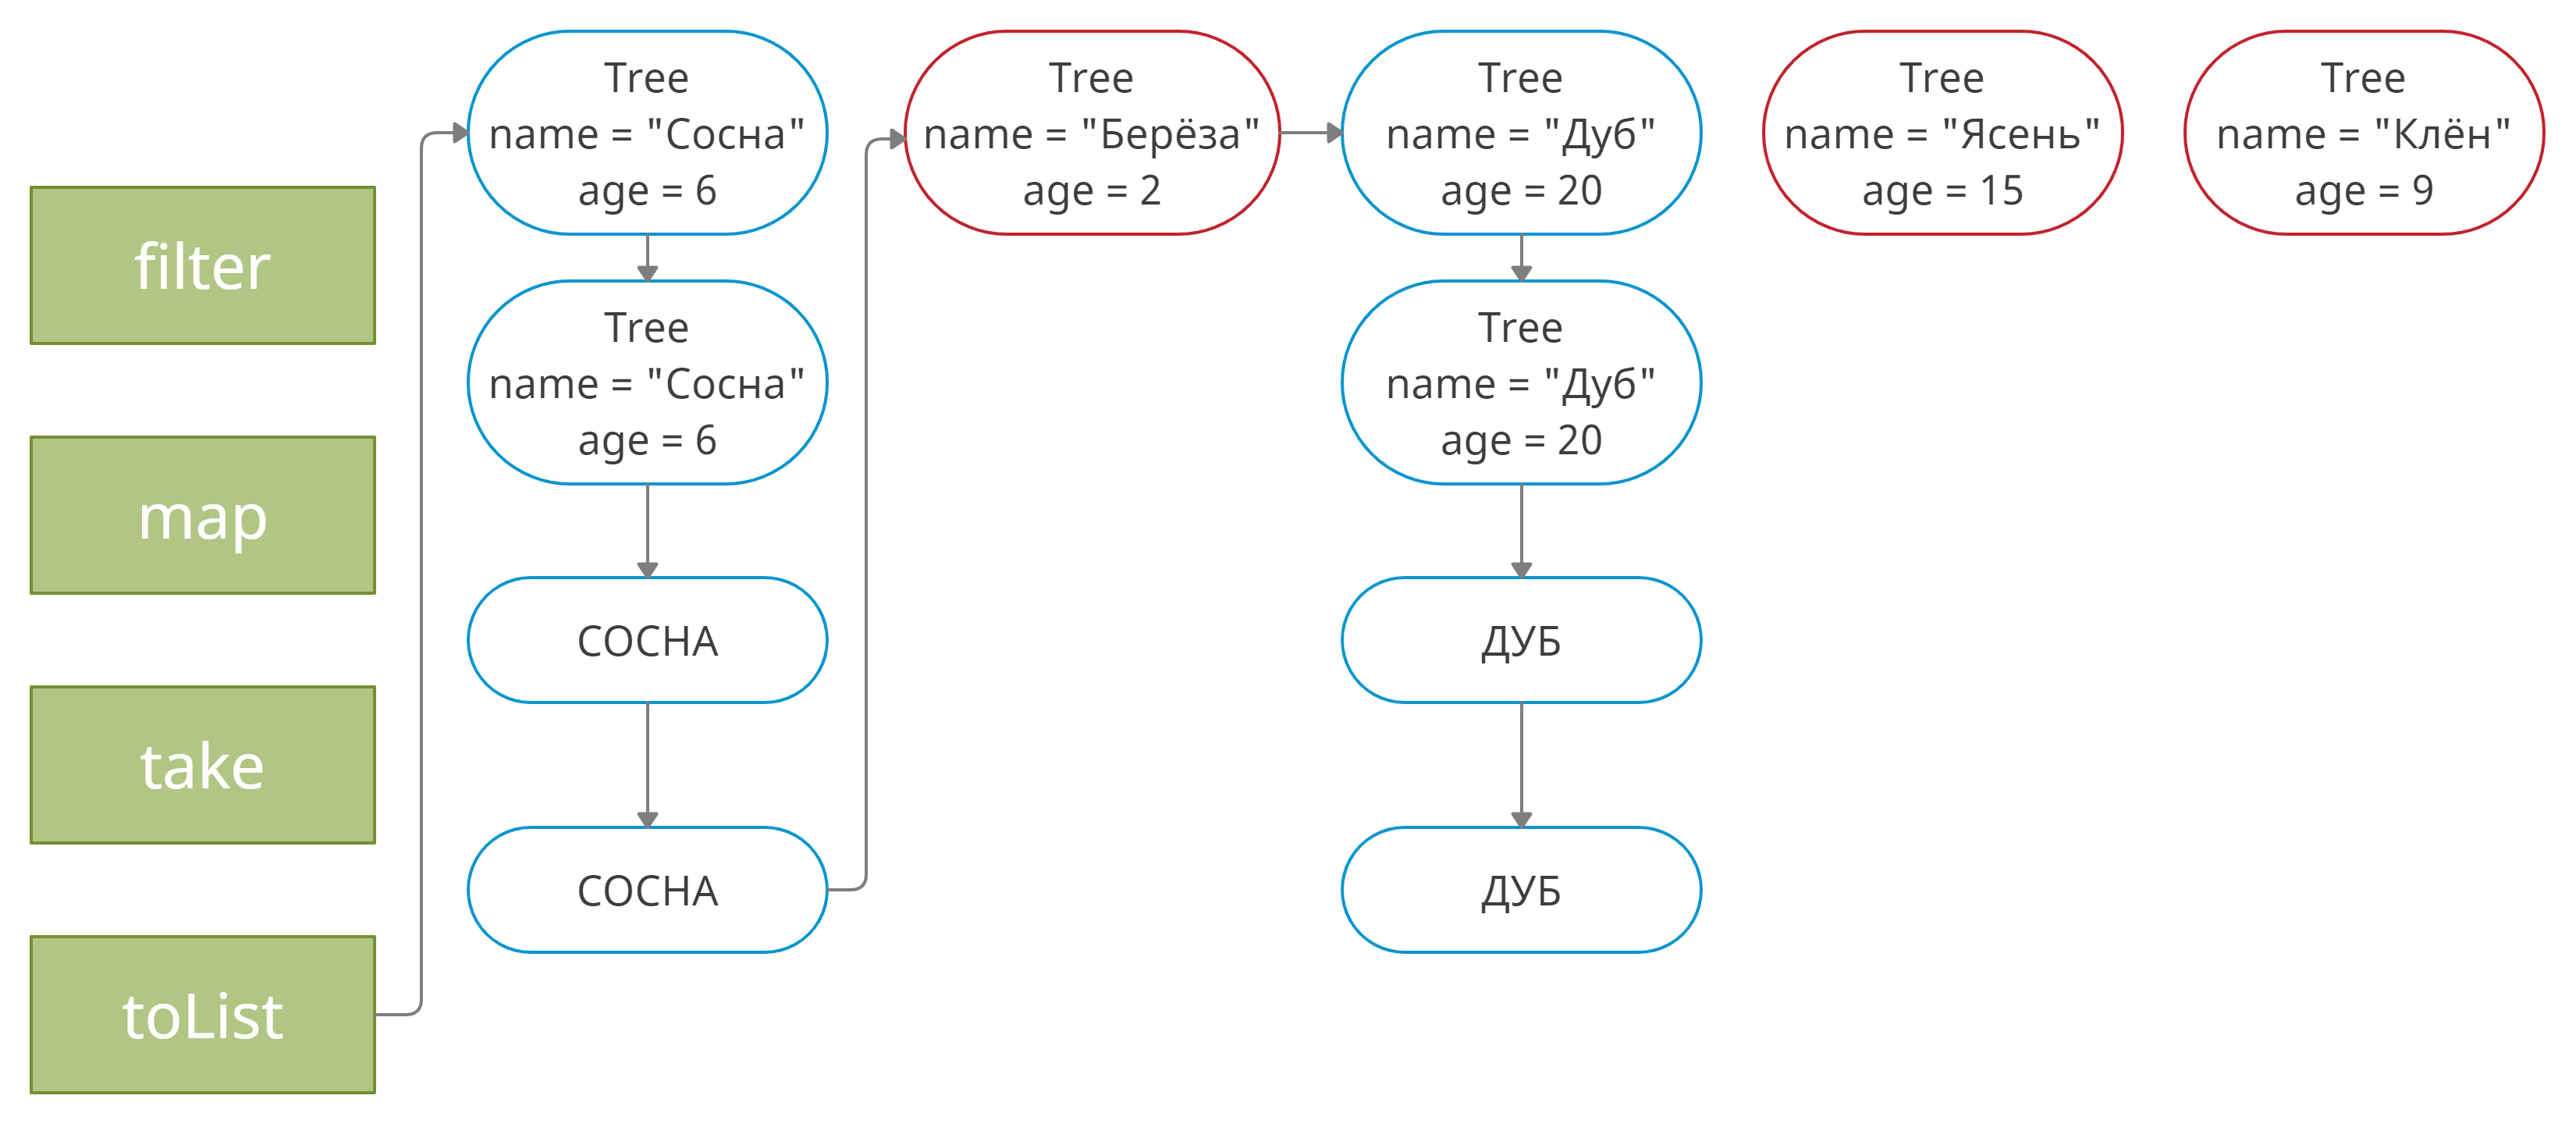 filter
map
take
toList
Tree
name = "Сосна"
age = 6
Tree
name = "Сосна"
age = 6
СОСНА
СОСНА
Tree
name = "Берёза"
age = 2
Tree
name = "Дуб"
age = 20
Tree
name = "Дуб"
age = 20
ДУБ
ДУБ
Tree
name = "Ясень"
age = 15
Tree
name = "Клён"
age = 9